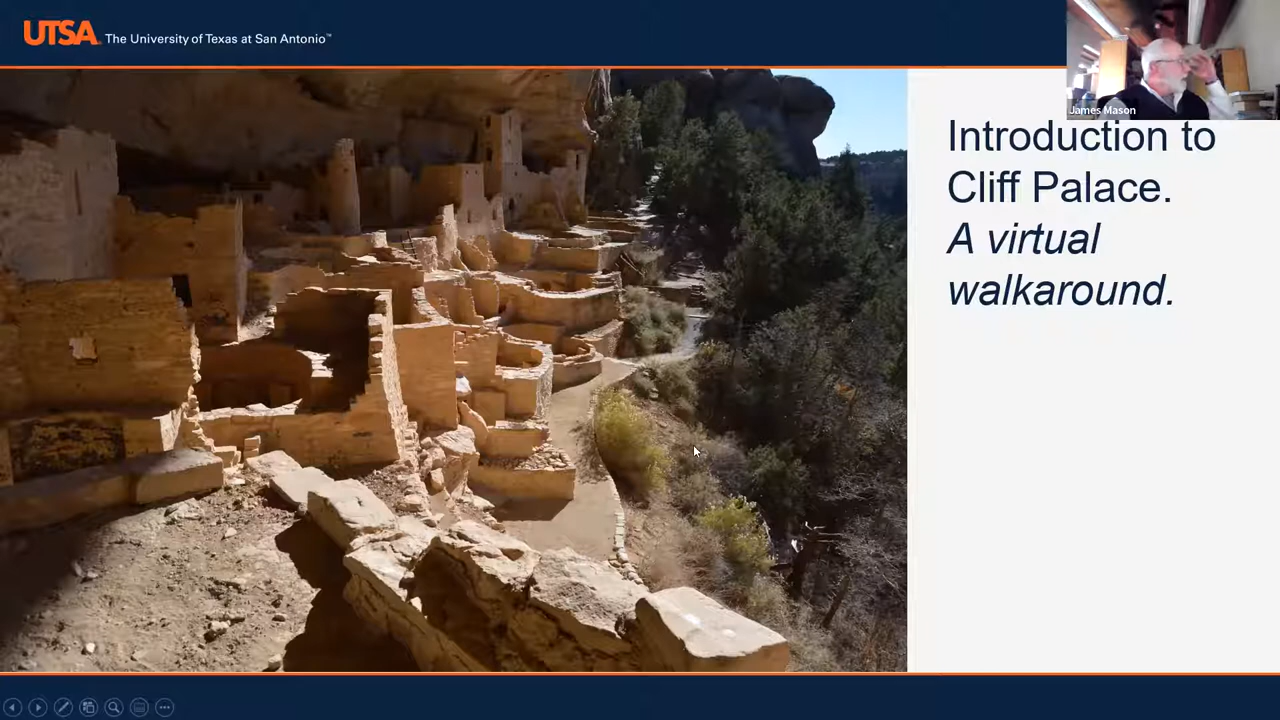 UTSA. The University of Texas at San Antonio™
James Mason
Introduction to
Cliff Palace.
A virtual
walkaround.